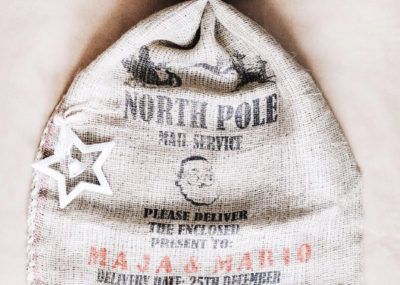 NORTH POLE
MAIL SERVICE
PLEASE DELIVER
THE ENCLOSED
PRESENT TO:
MAJA & MARIO
DELIVERY DATE: 25TH DECEMBER